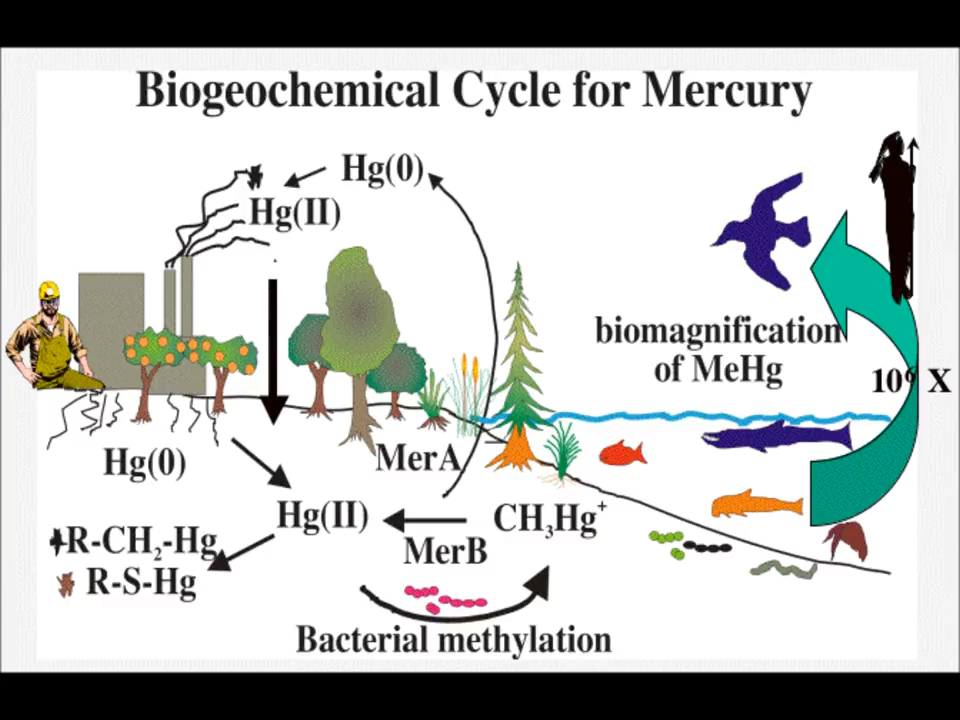 Biogeochemical Cycle for Mercury
Hg(0)
Hg(II)
biomagnification
of MeHg
10⁶ X
Hg(0)
MerA
Hg(II)
CH₃Hg⁺
MerB
R-CH₂-Hg
R-S-Hg
Bacterial methylation